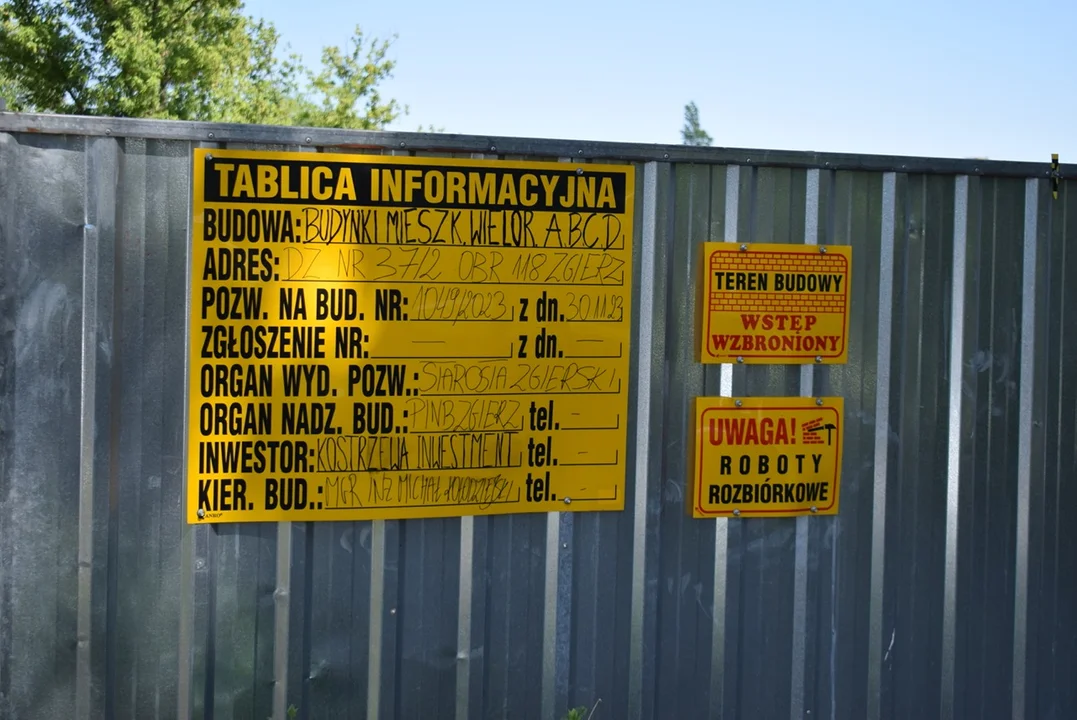 TABLICA INFORMACYJNA
BUDOWA: BUDYNKI MIESZK. WIELOR. A.B.C.D.
ADRES: DZ NR 37/2 OBR 118 ZGIERZ
POZW. NA BUD. NR: 1049/2023 z dn. 30.11.23
ZGŁOSZENIE NR: — z dn. —
ORGAN WYD. POZW.: STAROSTA ZGIERSKI
ORGAN NADZ. BUD.: PINB ZGIERZ tel. -
INWESTOR: KOSTRZEWA INWESTMENT tel. -
KIER. BUD.: MGR INŻ MICHAŁ tel. -
TEREN BUDOWY
WSTĘP
WZBRONIONY
UWAGA!
ROBOTY
ROZBIÓRKOWE